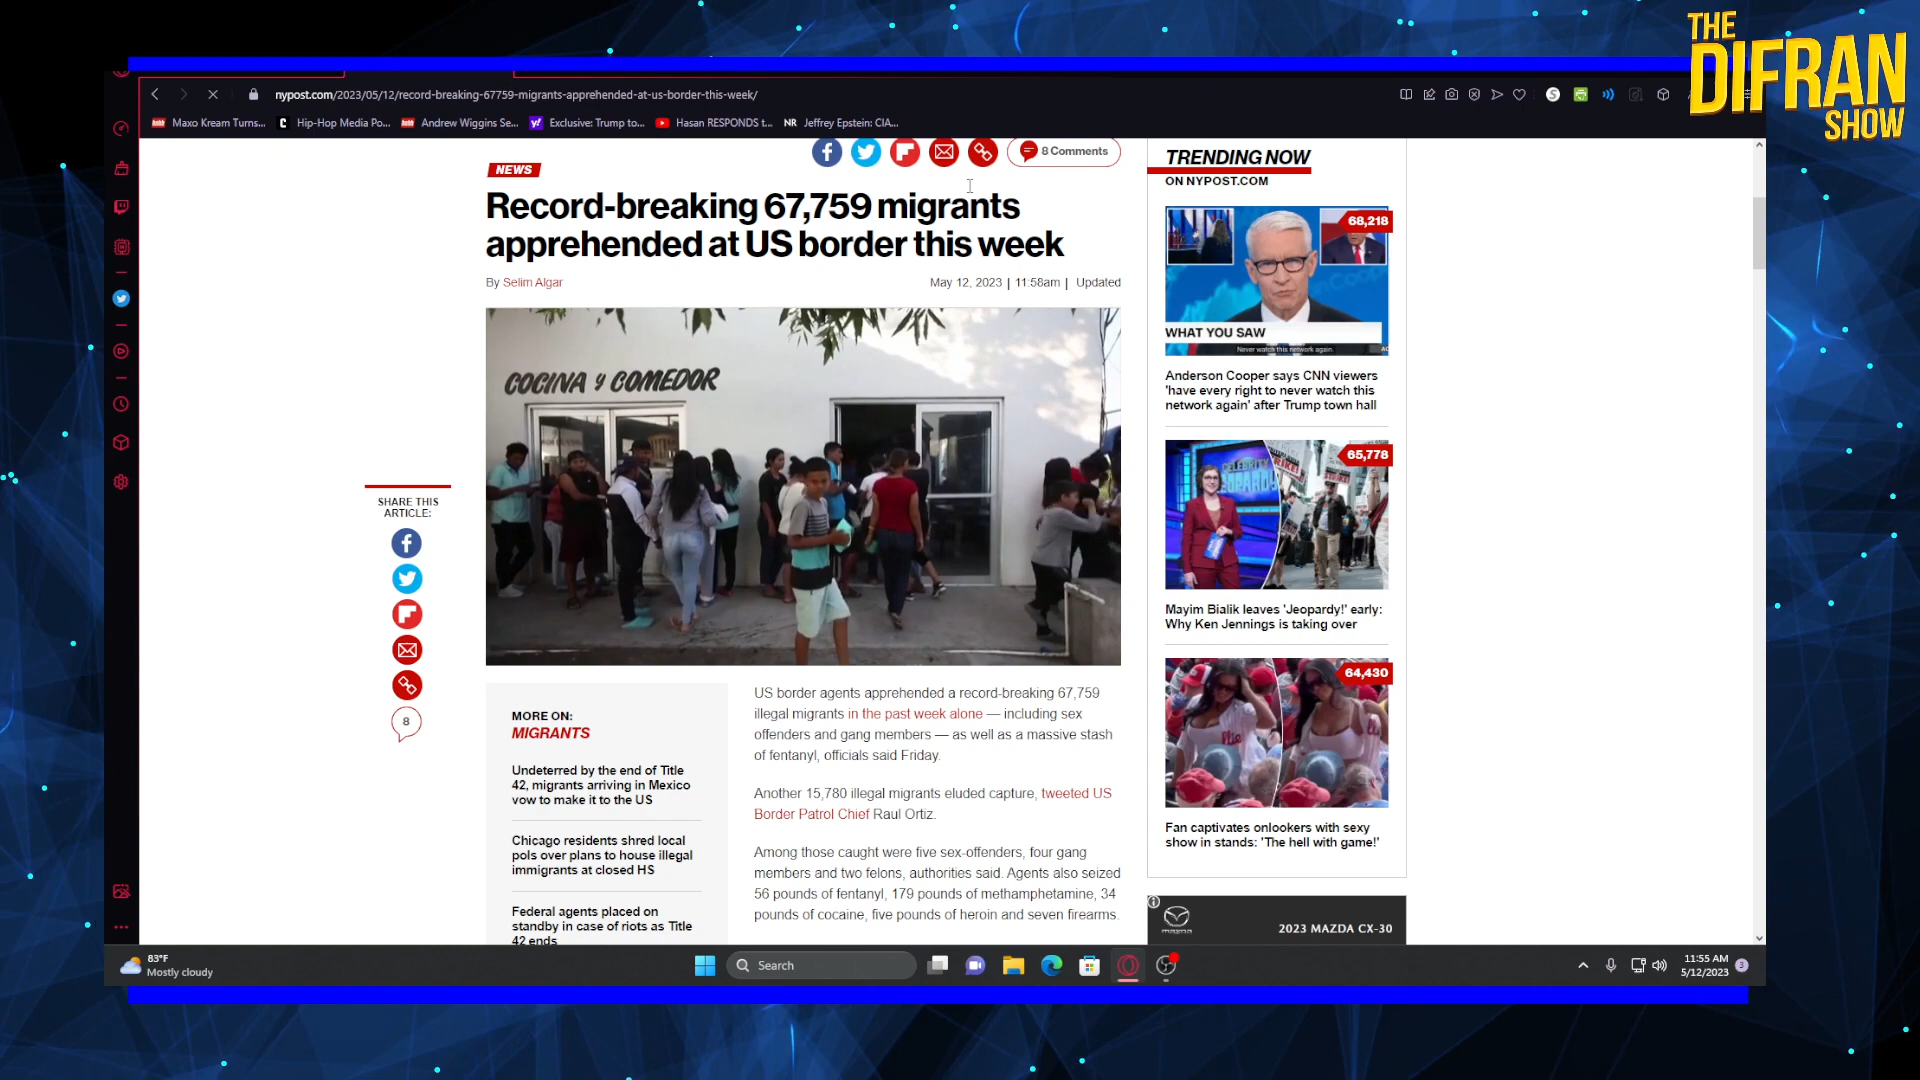 THE
DIFRAN
SHOW
nypost.com/2023/05/12/record-breaking-67759-migrants-apprehended-at-us-border-this-week/
Maxo Kream Turns...
Hip-Hop Media Po...
Andrew Wiggins Se...
Exclusive: Trump to...
Hasan RESPONDS t...
NR Jeffrey Epstein: CIA...
8 Comments
NEWS
Record-breaking 67,759 migrants
apprehended at US border this week
By Selim Algar
May 12, 2023 | 11:58am | Updated
COCINA y COMEDOR
SHARE THIS
ARTICLE:
8
MORE ON:
MIGRANTS
Undeterred by the end of Title
42, migrants arriving in Mexico
vow to make it to the US
Chicago residents shred local
pols over plans to house illegal
immigrants at closed HS
Federal agents placed on
standby in case of riots as Title
42 ends
US border agents apprehended a record-breaking 67,759
illegal migrants in the past week alone — including sex
offenders and gang members — as well as a massive stash
of fentanyl, officials said Friday.
Another 15,780 illegal migrants eluded capture, tweeted US
Border Patrol Chief Raul Ortiz.
Among those caught were five sex-offenders, four gang
members and two felons, authorities said. Agents also seized
56 pounds of fentanyl, 179 pounds of methamphetamine, 34
pounds of cocaine, five pounds of heroin and seven firearms.
TRENDING NOW
ON NYPOST.COM
68,218
WHAT YOU SAW
Never watch this network again.
AC
Anderson Cooper says CNN viewers
'have every right to never watch this
network again' after Trump town hall
65,778
CELEBRITY
JEOPARDY!
Mayim Bialik leaves 'Jeopardy!' early:
Why Ken Jennings is taking over
64,430
Fan captivates onlookers with sexy
show in stands: 'The hell with game!'
mazda
2023 MAZDA CX-30
83°F
Mostly cloudy
Search
11:55 AM
5/12/2023
3